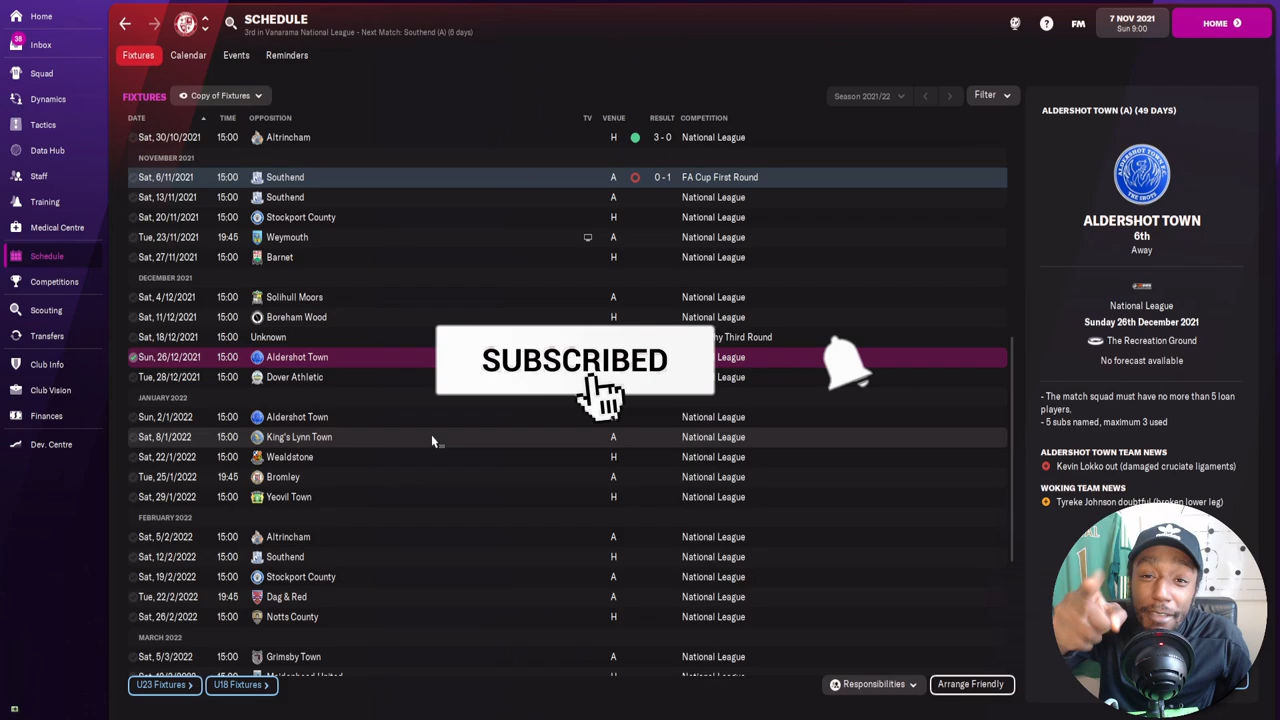 Home
38
Inbox
Squad
Dynamics
Tactics
Data Hub
Staff
Training
Medical Centre
Schedule
Competitions
Scouting
Transfers
Club Info
Club Vision
Finances
Dev. Centre
SCHEDULE
3rd in Vanarama National League - Next Match: Southend (A) (6 days)
FM
7 NOV 2021
Sun 9:00
HOME
Fixtures Calendar Events Reminders
FIXTURES Copy of Fixtures Season 2021/22 Filter
DATE TIME OPPOSITION TV VENUE RESULT COMPETITION
Sat, 30/10/2021 15:00 Altrincham H 3 - 0 National League
NOVEMBER 2021
Sat, 6/11/2021 15:00 Southend A 0 - 1 FA Cup First Round
Sat, 13/11/2021 15:00 Southend A National League
Sat, 20/11/2021 15:00 Stockport County H National League
Tue, 23/11/2021 19:45 Weymouth A National League
Sat, 27/11/2021 15:00 Barnet H National League
DECEMBER 2021
Sat, 4/12/2021 15:00 Solihull Moors A National League
Sat, 11/12/2021 15:00 Boreham Wood H National League
Sat, 18/12/2021 15:00 Unknown Third Round
Sun, 26/12/2021 15:00 Aldershot Town League
Tue, 28/12/2021 15:00 Dover Athletic League
SUBSCRIBED
JANUARY 2022
Sun, 2/1/2022 15:00 Aldershot Town National League
Sat, 8/1/2022 15:00 King's Lynn Town A National League
Sat, 22/1/2022 15:00 Wealdstone H National League
Tue, 25/1/2022 19:45 Bromley A National League
Sat, 29/1/2022 15:00 Yeovil Town H National League
FEBRUARY 2022
Sat, 5/2/2022 15:00 Altrincham A National League
Sat, 12/2/2022 15:00 Southend H National League
Sat, 19/2/2022 15:00 Stockport County A National League
Tue, 22/2/2022 19:45 Dag & Red A National League
Sat, 26/2/2022 15:00 Notts County H National League
MARCH 2022
Sat, 5/3/2022 15:00 Grimsby Town A National League
U23 Fixtures U18 Fixtures Responsibilities Arrange Friendly
ALDERSHOT TOWN (A) (49 DAYS)
ALDERSHOT TOWN F.C.
THE SHOTS
ALDERSHOT TOWN
6th
Away
National League
Sunday 26th December 2021
The Recreation Ground
No forecast available
- The match squad must have no more than 5 loan
players.
- 5 subs named, maximum 3 used
ALDERSHOT TOWN TEAM NEWS
Kevin Lokko out (damaged cruciate ligaments)
WOKING TEAM NEWS
Tyreke Johnson doubtful (broken lower leg)